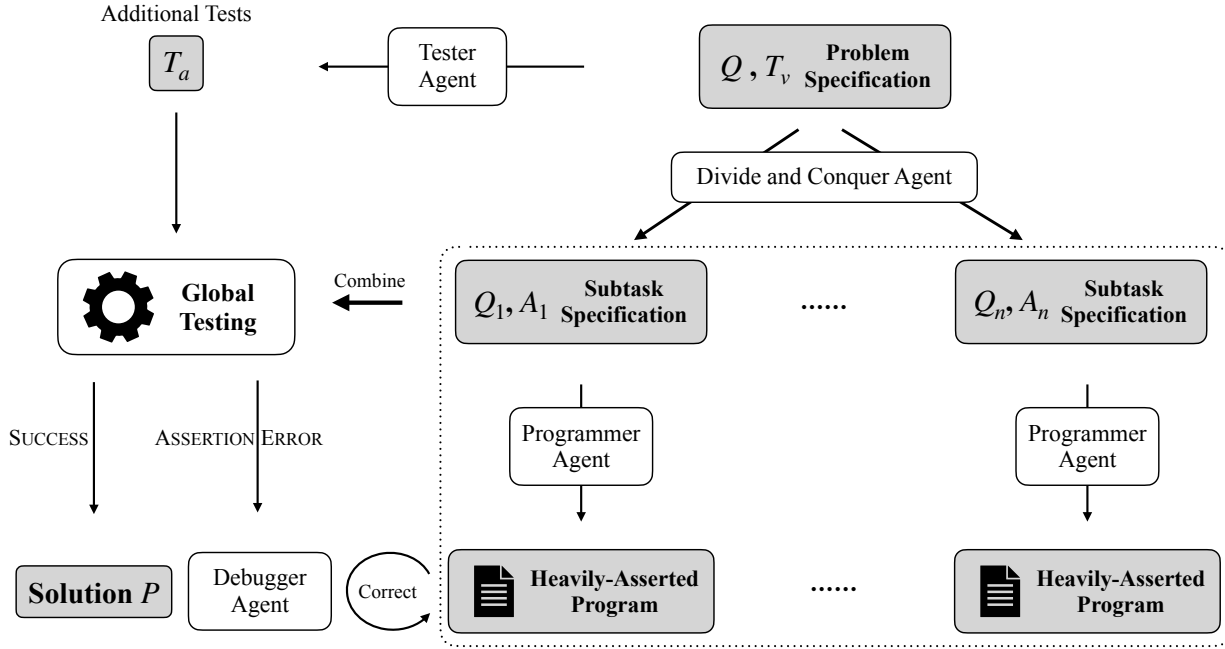 Additional Tests
T_a
Tester
Agent
Q , T_v
Problem
Specification
Divide and Conquer Agent
Global
Testing
Combine
Q_1, A_1
Subtask
Specification
......
Q_n, A_n
Subtask
Specification
SUCCESS
ASSERTION ERROR
Programmer
Agent
Programmer
Agent
Solution P
Debugger
Agent
Correct
Heavily-Asserted
Program
......
Heavily-Asserted
Program